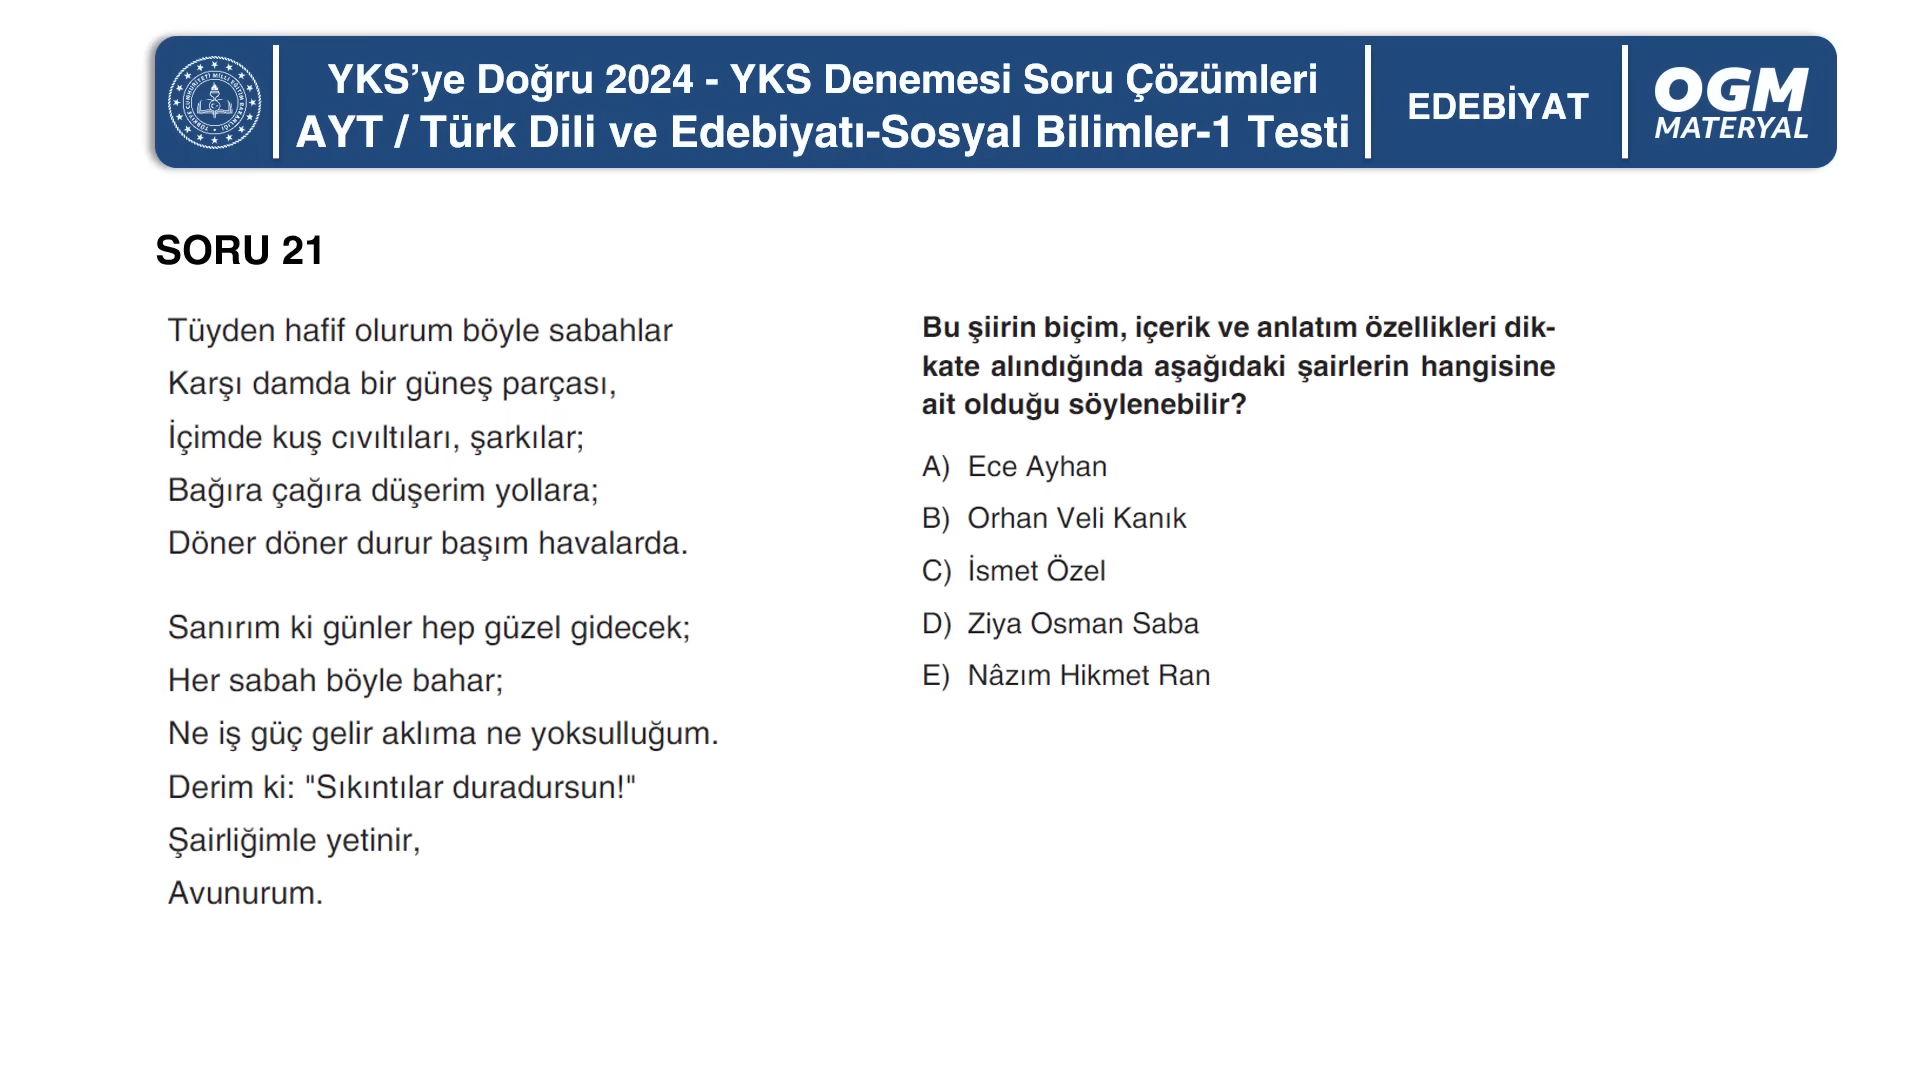 YKS’ye Doğru 2024 - YKS Denemesi Soru Çözümleri
AYT / Türk Dili ve Edebiyatı-Sosyal Bilimler-1 Testi
EDEBİYAT
OGM
MATERYAL
SORU 21
Tüyden hafif olurum böyle sabahlar
Karşı damda bir güneş parçası,
İçimde kuş cıvıltıları, şarkılar;
Bağıra çağıra düşerim yollara;
Döner döner durur başım havalarda.
Sanırım ki günler hep güzel gidecek;
Her sabah böyle bahar;
Ne iş güç gelir aklıma ne yoksulluğum.
Derim ki: "Sıkıntılar duradursun!"
Şairliğimle yetinir,
Avunurum.
Bu şiirin biçim, içerik ve anlatım özellikleri dik-
kate alındığında aşağıdaki şairlerin hangisine
ait olduğu söylenebilir?
A) Ece Ayhan
B) Orhan Veli Kanık
C) İsmet Özel
D) Ziya Osman Saba
E) Nâzım Hikmet Ran